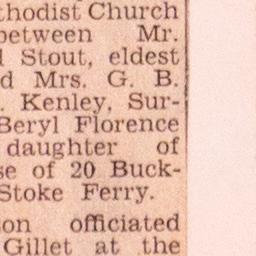 thodist Church
between Mr.
Stout, eldest
d Mrs. G. B.
. Kenley, Sur-
Beryl Florence
daughter of
se of 20 Buck-
Stoke Ferry.
on officiated
Gillet at the